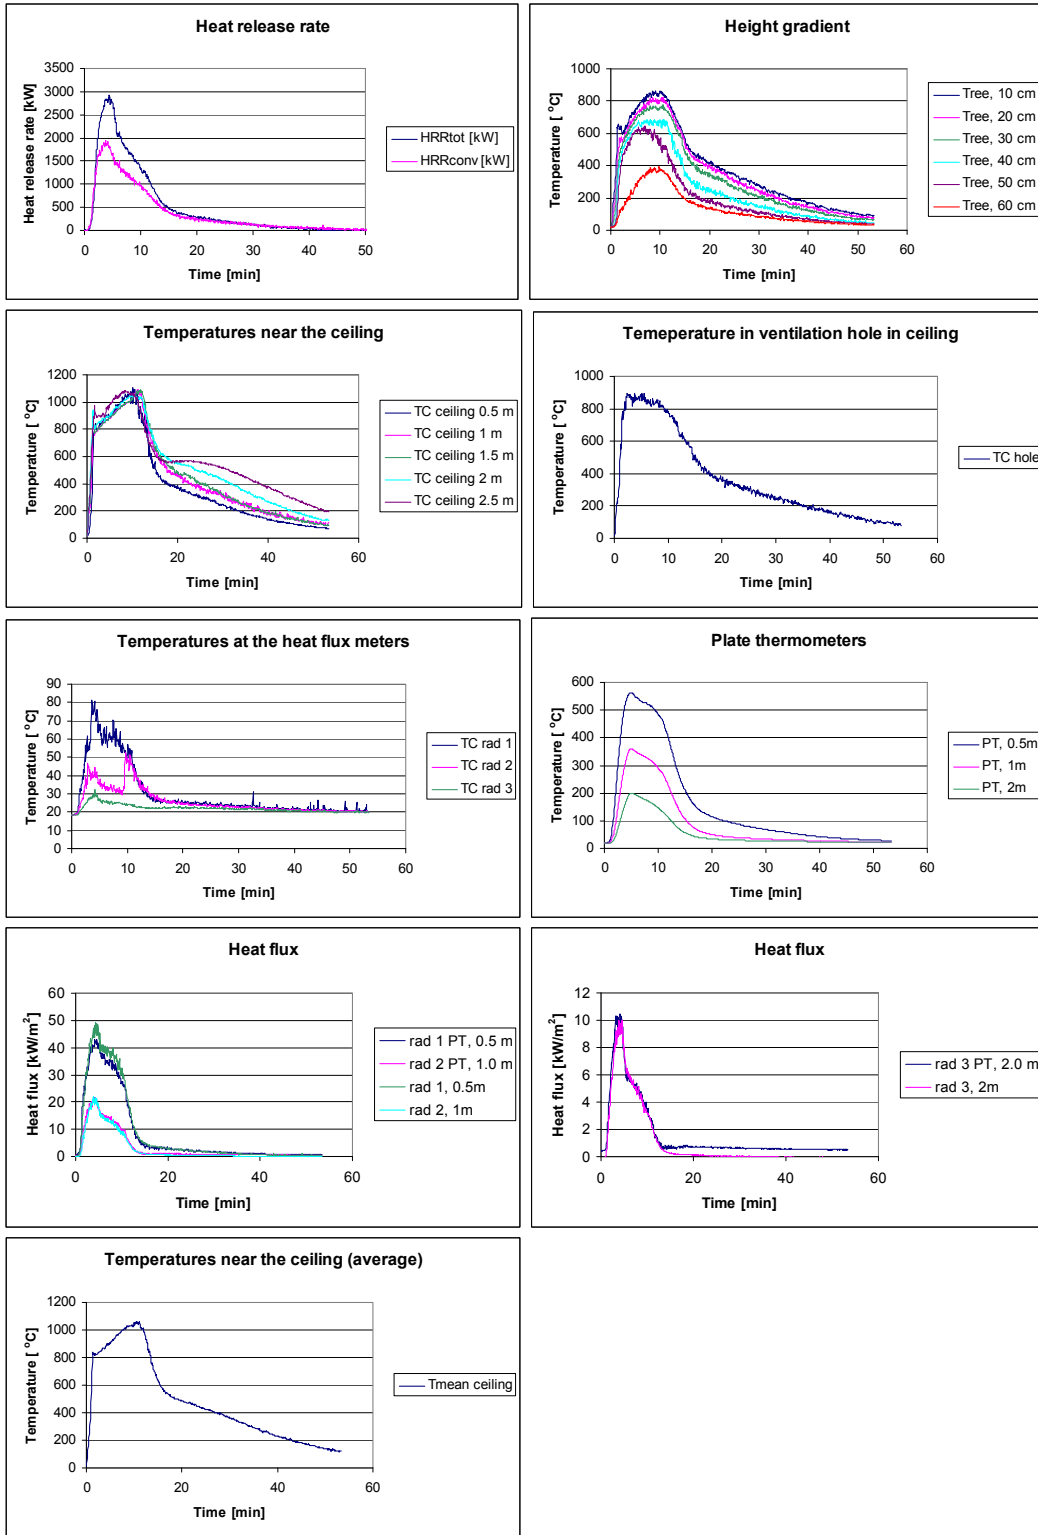 Heat release rate
Heat release rate [kW]
3500
3000
2500
2000
1500
1000
500
0
0 10 20 30 40 50
Time [min]
HRRtot [kW]
HRRconv [kW]
Height gradient
Temperature [ °C]
1000
800
600
400
200
0
0 10 20 30 40 50 60
Time [min]
Tree, 10 cm
Tree, 20 cm
Tree, 30 cm
Tree, 40 cm
Tree, 50 cm
Tree, 60 cm
Temperatures near the ceiling
Temperature [ °C]
1200
1000
800
600
400
200
0
0 20 40 60
Time [min]
TC ceiling 0.5 m
TC ceiling 1 m
TC ceiling 1.5 m
TC ceiling 2 m
TC ceiling 2.5 m
Temeperature in ventilation hole in ceiling
Temperature [ °C]
1000
800
600
400
200
0
0 10 20 30 40 50 60
Time [min]
TC hole
Temperatures at the heat flux meters
Temperature [ °C]
90
80
70
60
50
40
30
20
10
0
0 10 20 30 40 50 60
Time [min]
TC rad 1
TC rad 2
TC rad 3
Plate thermometers
Temperature [ °C]
600
500
400
300
200
100
0
0 10 20 30 40 50 60
Time [min]
PT, 0.5m
PT, 1m
PT, 2m
Heat flux
Heat flux [kW/m²]
60
50
40
30
20
10
0
0 20 40 60
Time [min]
rad 1 PT, 0.5 m
rad 2 PT, 1.0 m
rad 1, 0.5m
rad 2, 1m
Heat flux
Heat flux [kW/m²]
12
10
8
6
4
2
0
0 20 40 60
Time [min]
rad 3 PT, 2.0 m
rad 3, 2m
Temperatures near the ceiling (average)
Temperature [ °C]
1200
1000
800
600
400
200
0
0 20 40 60
Time [min]
Tmean ceiling